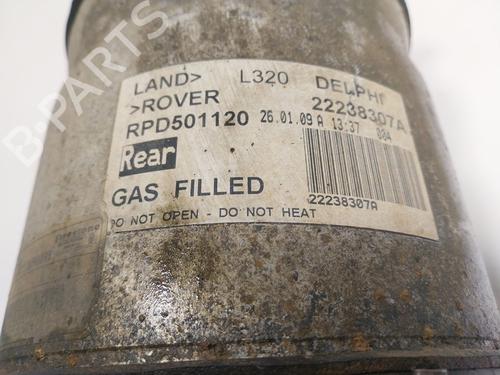 LAND> L320 DELPHI
>ROVER 22238307A
RPD501120 26.01.09 A 13:37 80A
Rear
GAS FILLED
22238307A
DO NOT OPEN - DO NOT HEAT
B-PARTS